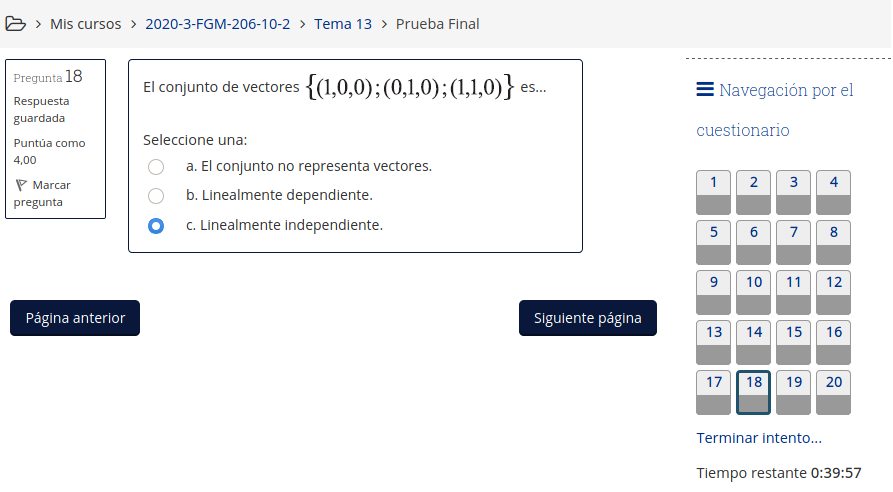 > Mis cursos > 2020-3-FGM-206-10-2 > Tema 13 > Prueba Final
Pregunta 18
Respuesta
guardada
Puntúa como
4,00
Marcar
pregunta
El conjunto de vectores {(1,0,0);(0,1,0);(1,1,0)} es...
Seleccione una:
a. El conjunto no representa vectores.
b. Linealmente dependiente.
c. Linealmente independiente.
Página anterior
Siguiente página
Navegación por el
cuestionario
1 2 3 4
5 6 7 8
9 10 11 12
13 14 15 16
17 18 19 20
Terminar intento...
Tiempo restante 0:39:57